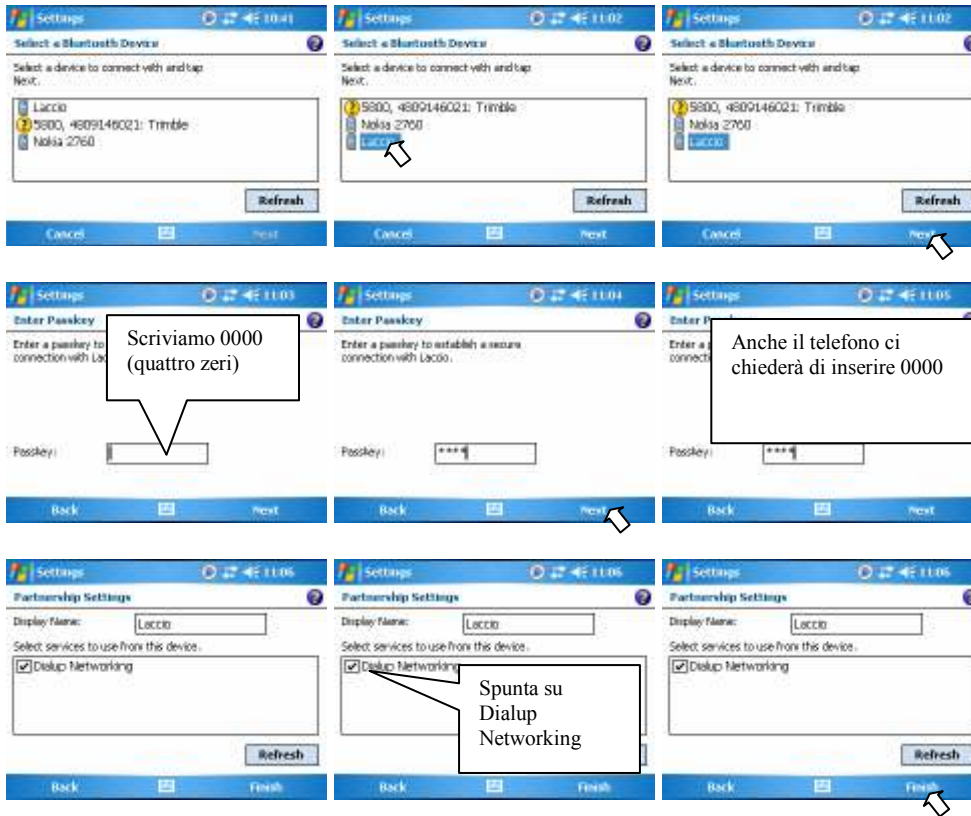 Settings 10:41
Select a Bluetooth Device
Select a device to connect with and tap
Next.
Laccio
5800, 4809146021: Trimble
Nokia 2760
Refresh
Cancel Next
Settings 11:02
Select a Bluetooth Device
Select a device to connect with and tap
Next.
5800, 4809146021: Trimble
Nokia 2760
Laccio
Refresh
Cancel Next
Settings 11:02
Select a Bluetooth Device
Select a device to connect with and tap
Next.
5800, 4809146021: Trimble
Nokia 2760
Laccio
Refresh
Cancel Next
Settings 11:03
Enter Passkey
Enter a passkey to
connection with Lac
Scriviamo 0000
(quattro zeri)
Passkey:
Back Next
Settings 11:04
Enter Passkey
Enter a passkey to establish a secure
connection with Laccio.
Passkey: ****
Back Next
Settings 11:05
Enter P
Enter a p
connecti
Anche il telefono ci
chiederà di inserire 0000
Passkey: ****
Back Next
Settings 11:06
Partnership Settings
Display Name: Laccio
Select services to use from this device.
Dialup Networking
Refresh
Back Finish
Settings 11:06
Partnership Settings
Display Name: Laccio
Select services to use from this device.
Dialup Networking
Spunta su
Dialup
Networking
Back Finish
Settings 11:06
Partnership Settings
Display Name: Laccio
Select services to use from this device.
Dialup Networking
Refresh
Back Finish